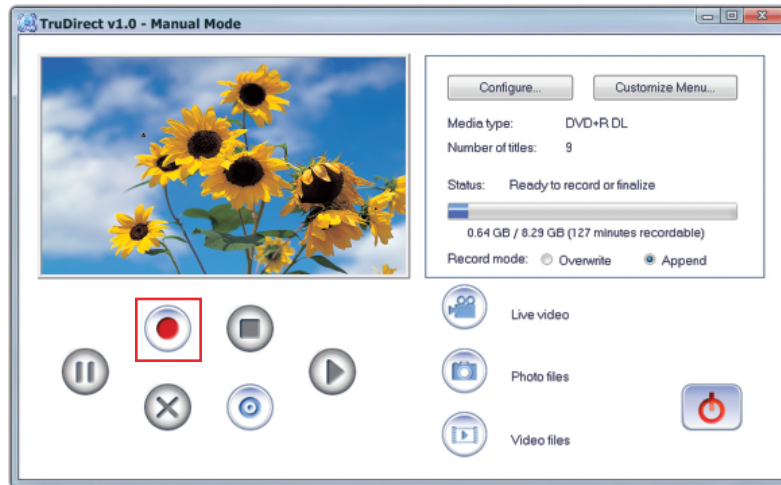 TruDirect v1.0 - Manual Mode
Configure...
Customize Menu...
Media type: DVD+R DL
Number of titles: 9
Status: Ready to record or finalize
0.64 GB / 8.29 GB (127 minutes recordable)
Record mode: Overwrite Append
Live video
Photo files
Video files